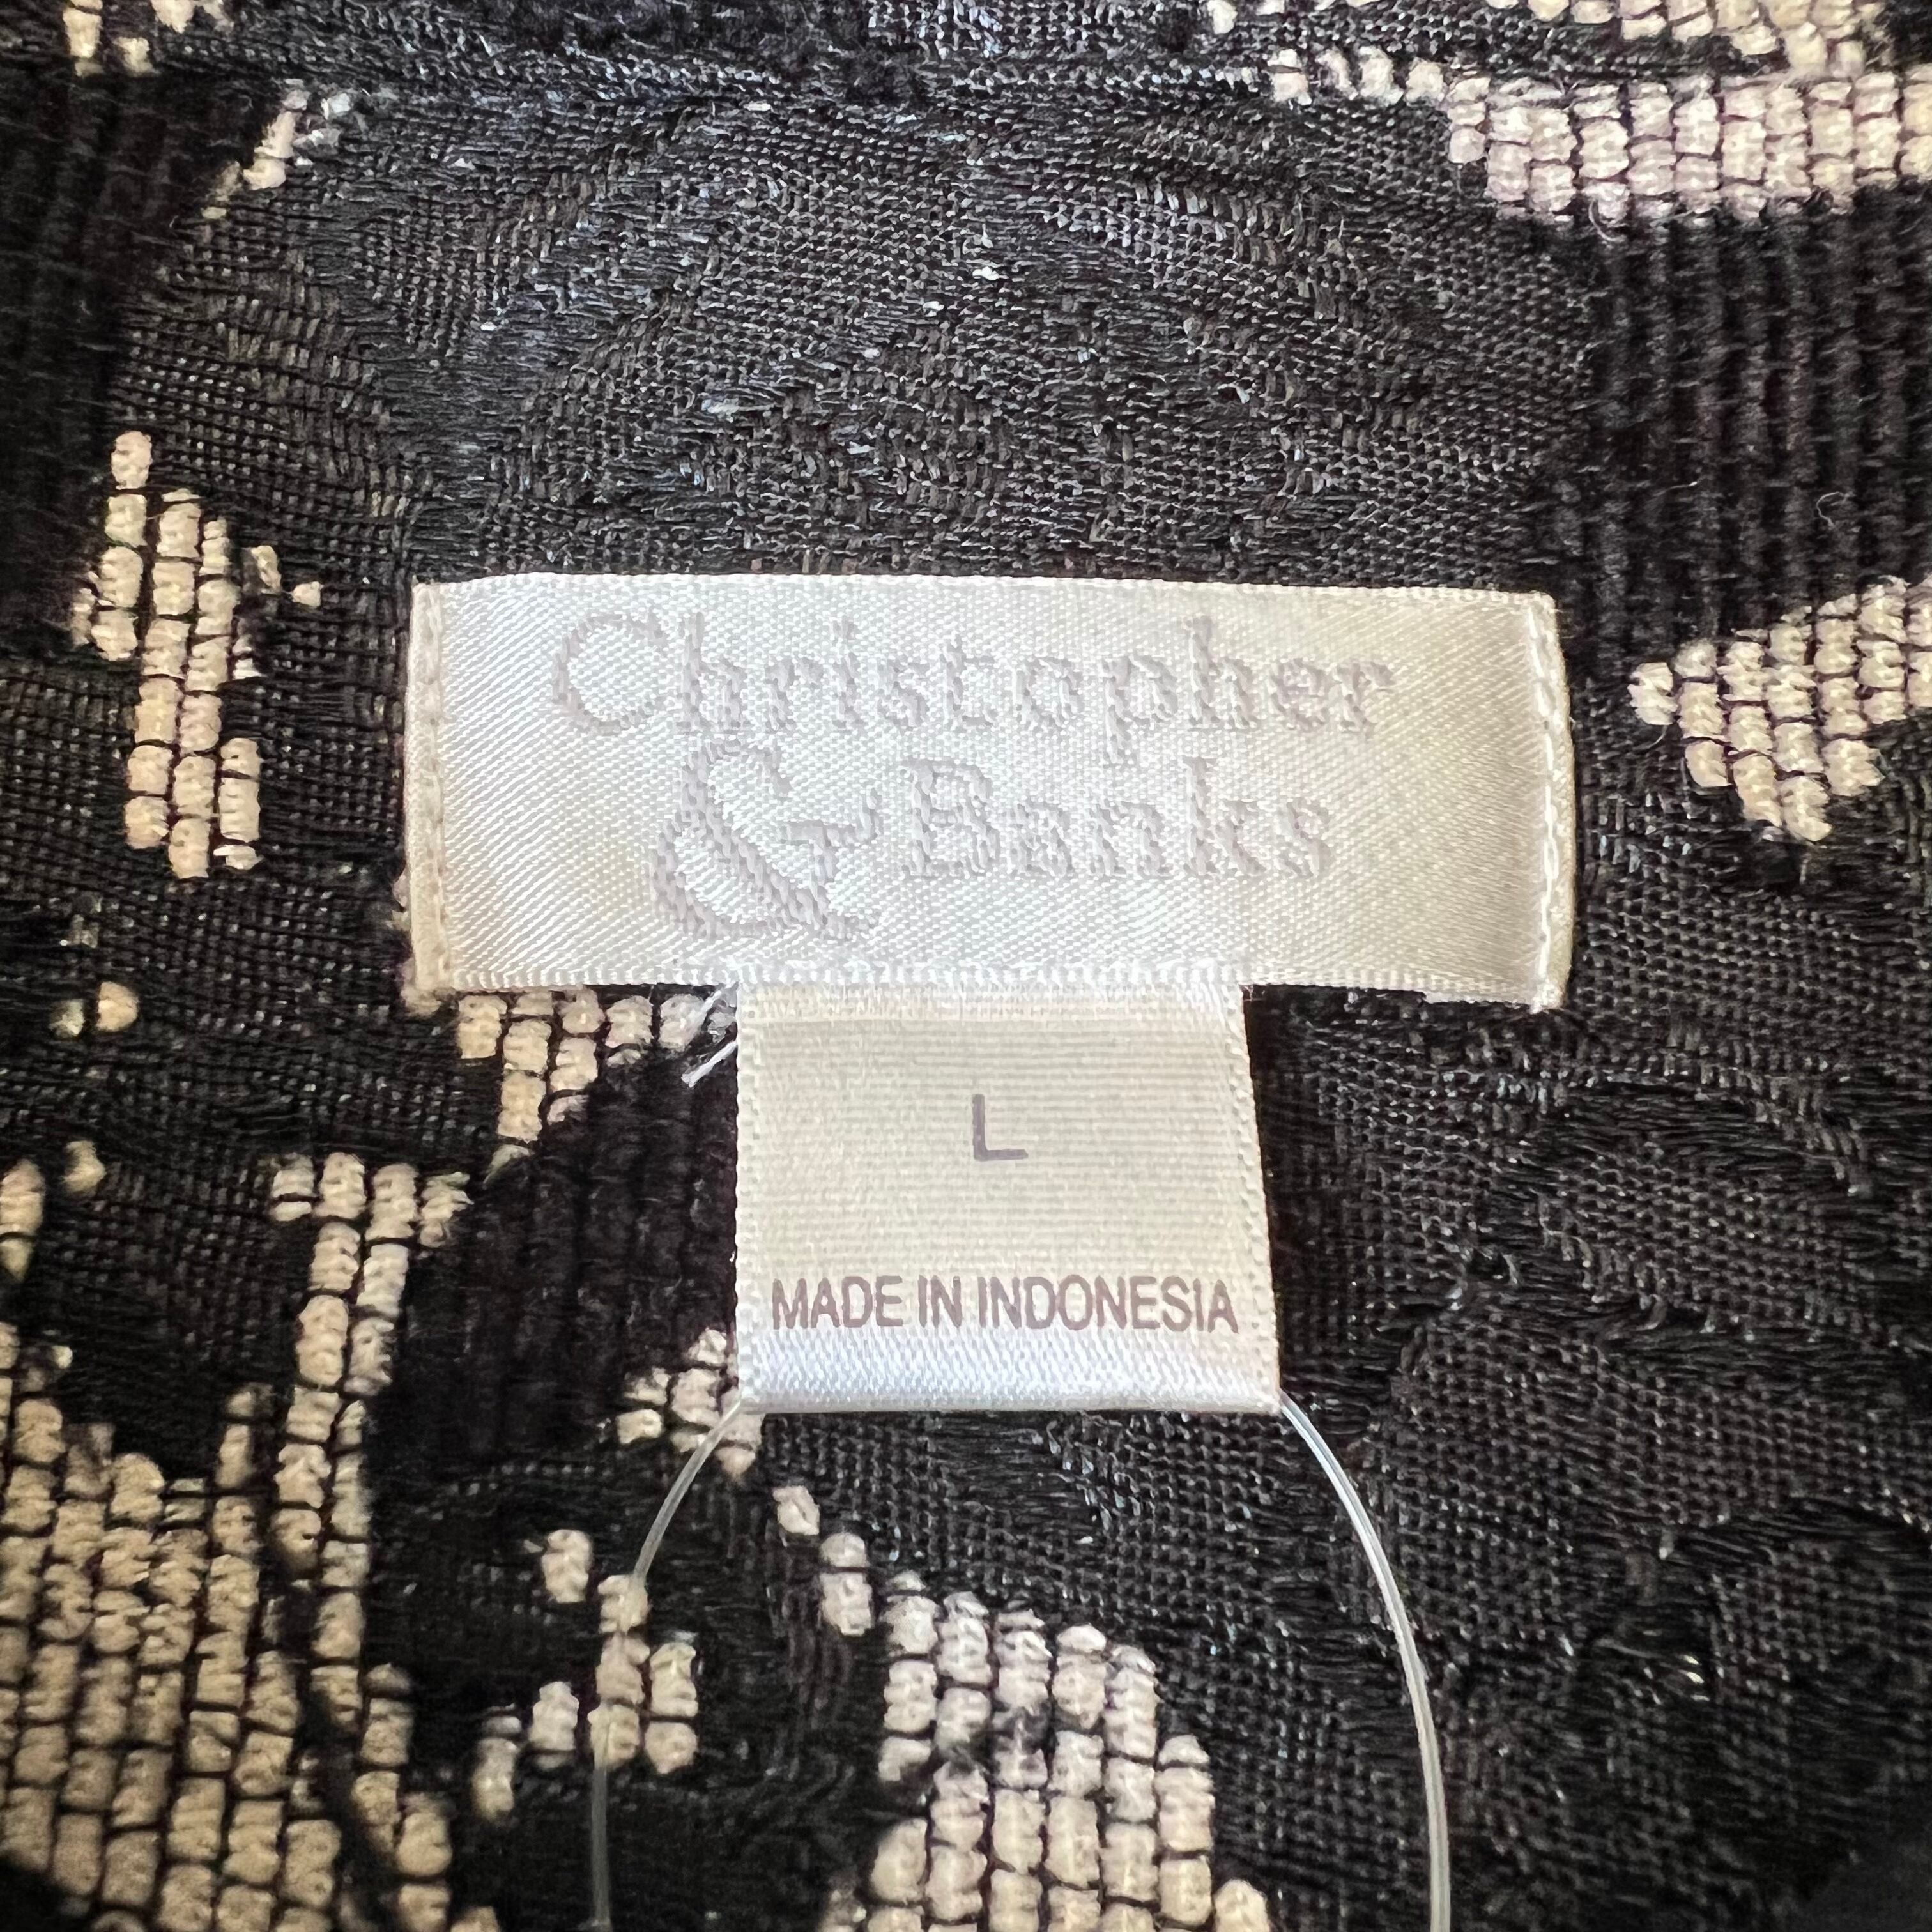 Christopher
& Banks
L
MADE IN INDONESIA